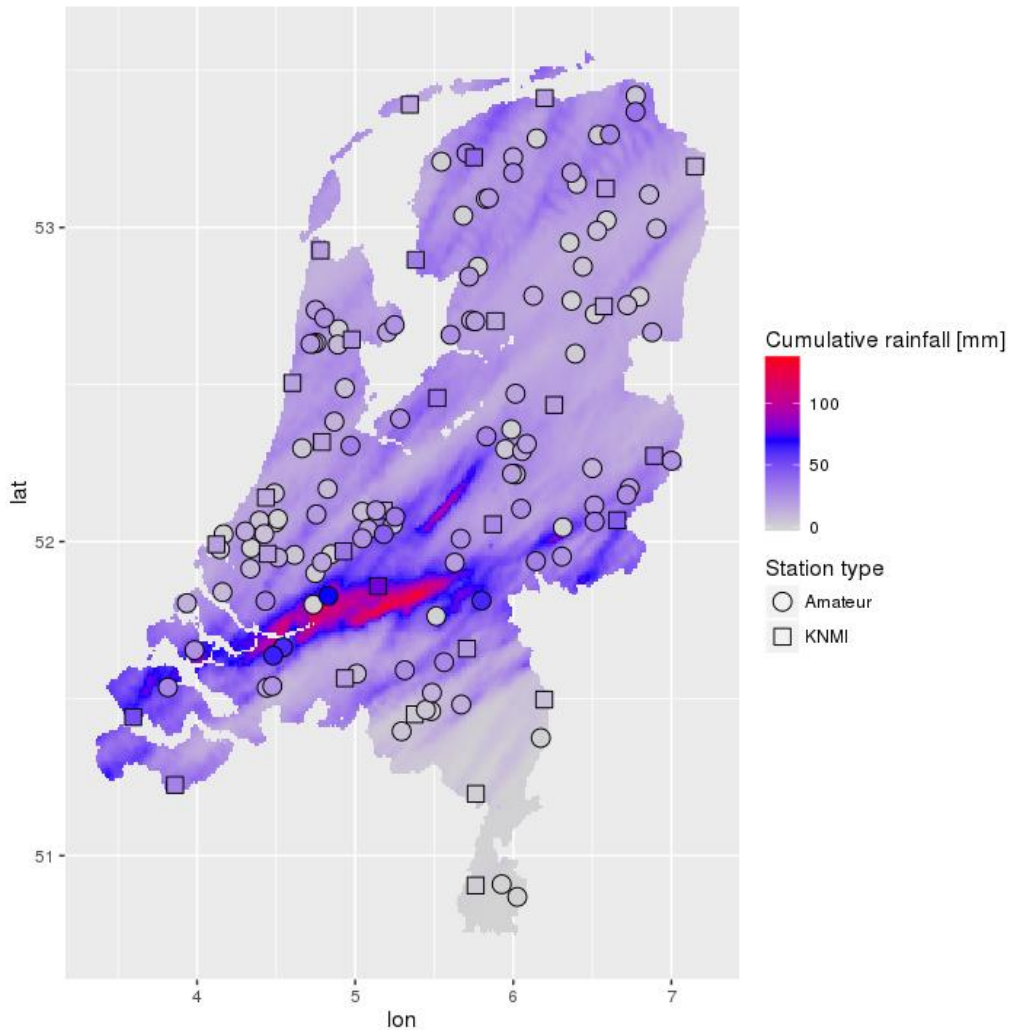 53
52
51
lat
4 5 6 7
lon
Cumulative rainfall [mm]
100
50
0
Station type
Amateur
KNMI